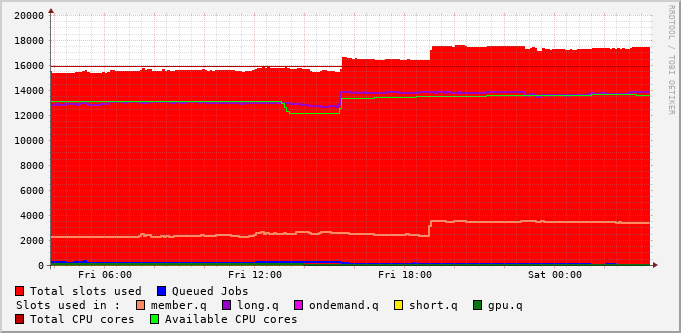 20000
18000
16000
14000
12000
10000
8000
6000
4000
2000
0
Fri 06:00 Fri 12:00 Fri 18:00 Sat 00:00
Total slots used Queued Jobs
Slots used in : member.q long.q ondemand.q short.q gpu.q
Total CPU cores Available CPU cores
RRDTOOL / TOBI OETIKER